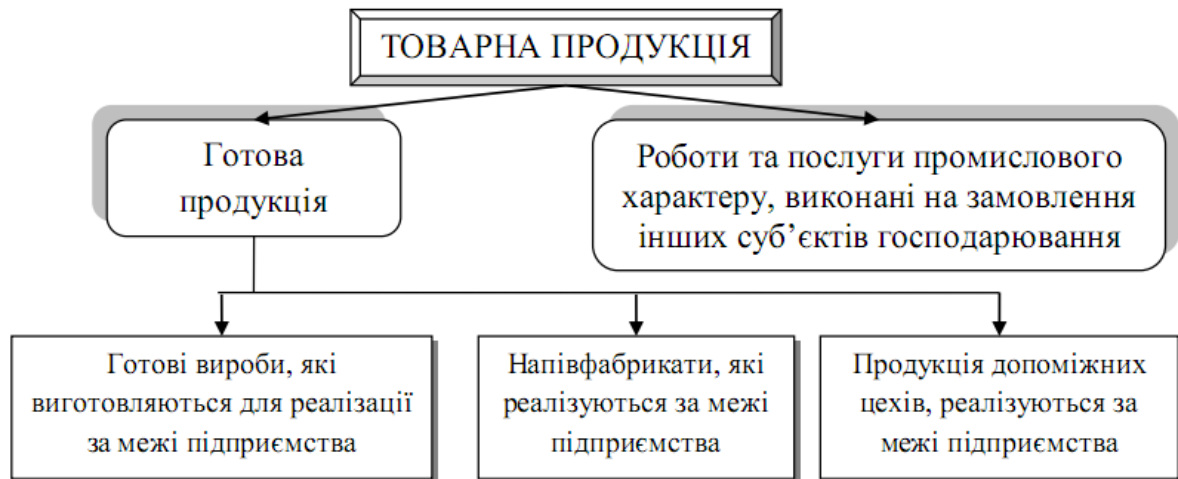 ТОВАРНА ПРОДУКЦІЯ
Готова
продукція
Роботи та послуги промислового
характеру, виконані на замовлення
інших суб’єктів господарювання
Готові вироби, які
виготовляються для реалізації
за межі підприємства
Напівфабрикати, які
реалізуються за межі
підприємства
Продукція допоміжних
цехів, реалізуються за
межі підприємства